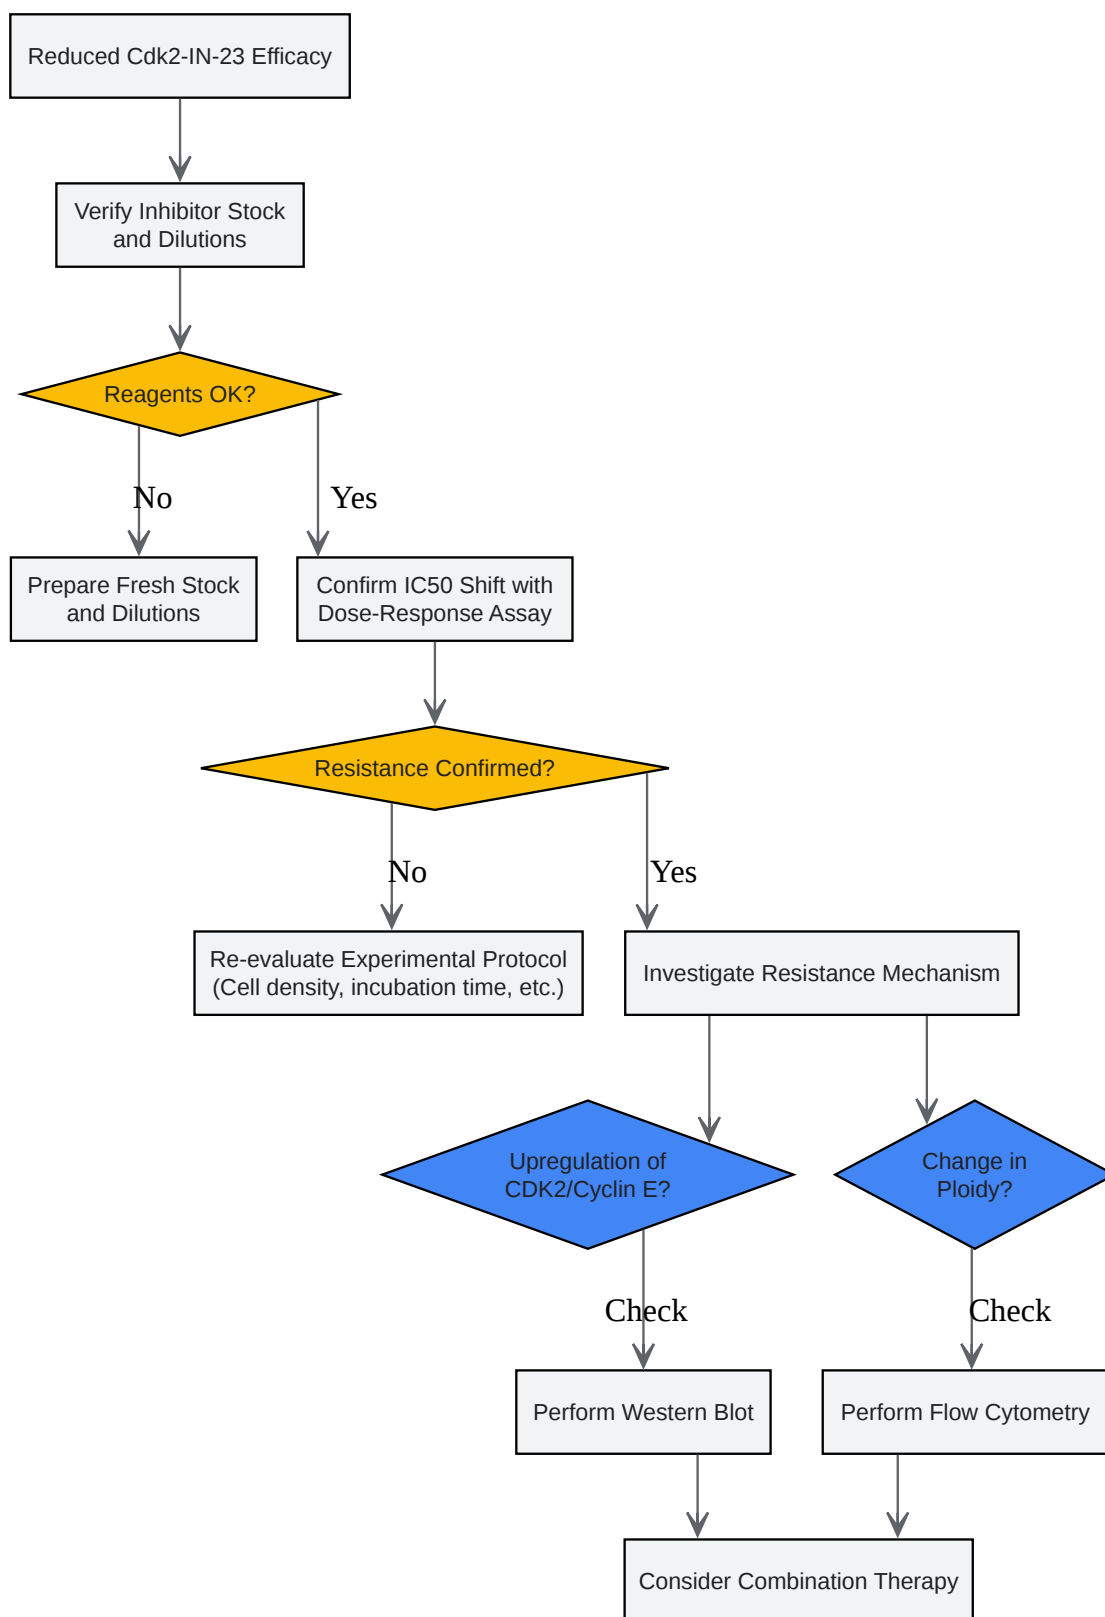 Reduced Cdk2-IN-23 Efficacy
Verify Inhibitor Stock
and Dilutions
Reagents OK?
No
Yes
Prepare Fresh Stock
and Dilutions
Confirm IC50 Shift with
Dose-Response Assay
Resistance Confirmed?
No
Yes
Re-evaluate Experimental Protocol
(Cell density, incubation time, etc.)
Investigate Resistance Mechanism
Upregulation of
CDK2/Cyclin E?
Change in
Ploidy?
Check
Check
Perform Western Blot
Perform Flow Cytometry
Consider Combination Therapy